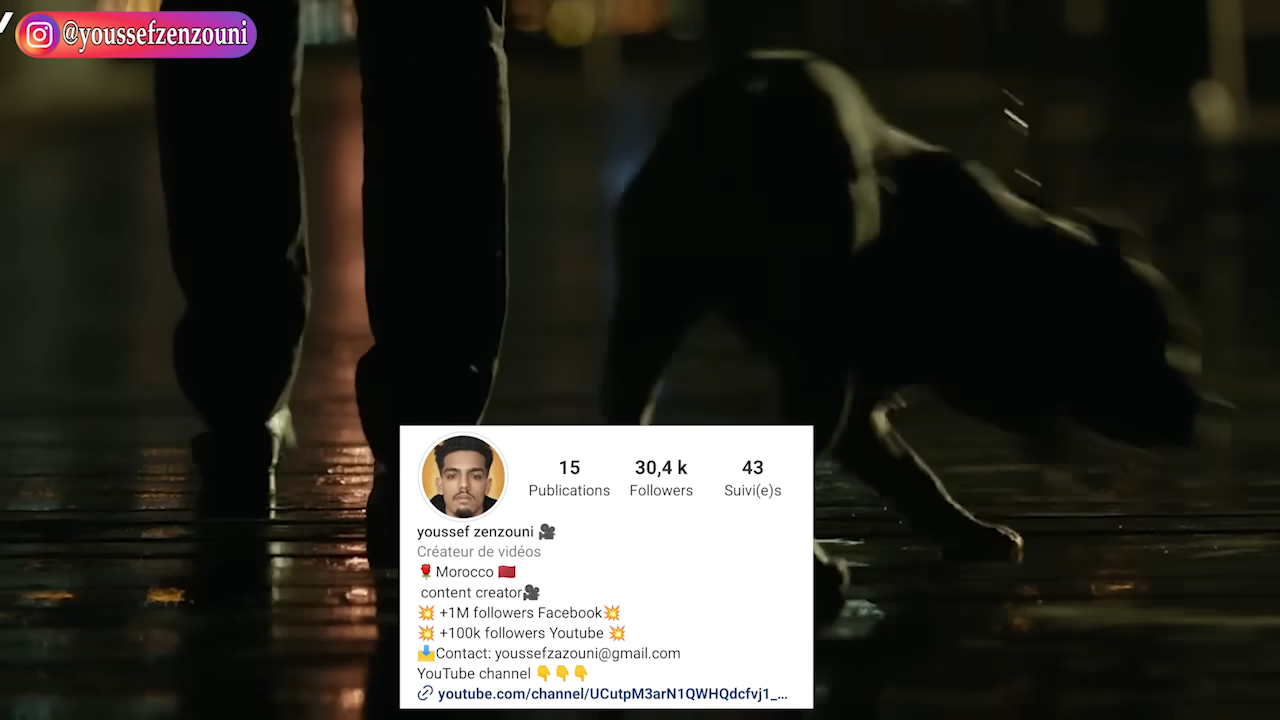 @youssefzenzouni
15 30,4 k 43
Publications Followers Suivi(e)s
youssef zenzouni 🎥
Créateur de vidéos
🌹Morocco 🇲🇦
content creator🎥
💥 +1M followers Facebook💥
💥 +100k followers Youtube 💥
📩Contact: youssefzazouni@gmail.com
YouTube channel 👇👇👇
youtube.com/channel/UCutpM3arN1QWHQdcfvj1_...